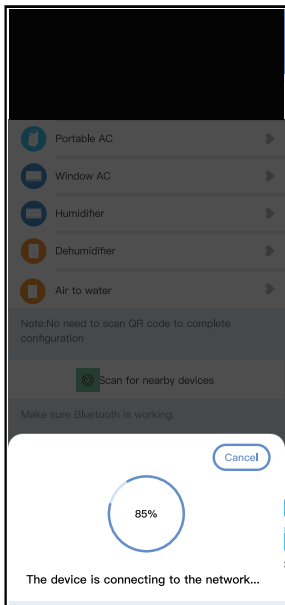 Portable AC
Window AC
Humidifier
Dehumidifier
Air to water
Note:No need to scan QR code to complete
configuration
Scan for nearby devices
Make sure Bluetooth is working.
Cancel
85%
The device is connecting to the network...